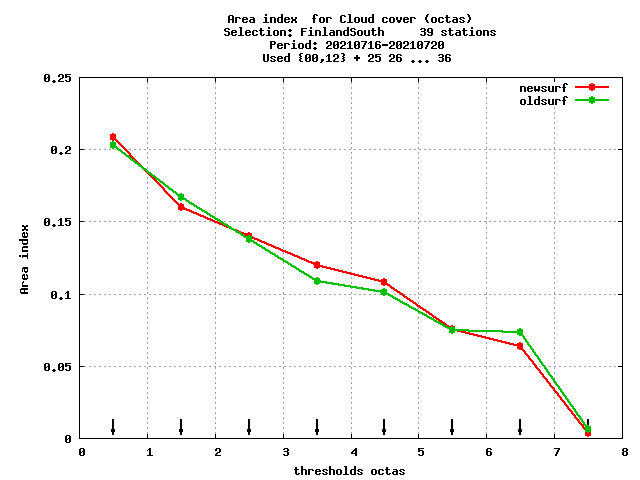 Area index  for Cloud cover (octas)
Selection: FinlandSouth     39 stations
Period: 20210716-20210720
Used {00,12} + 25 26 ... 36
newsurf
oldsurf
0.25
0.2
0.15
0.1
0.05
0
Area index
0 1 2 3 4 5 6 7 8
thresholds octas